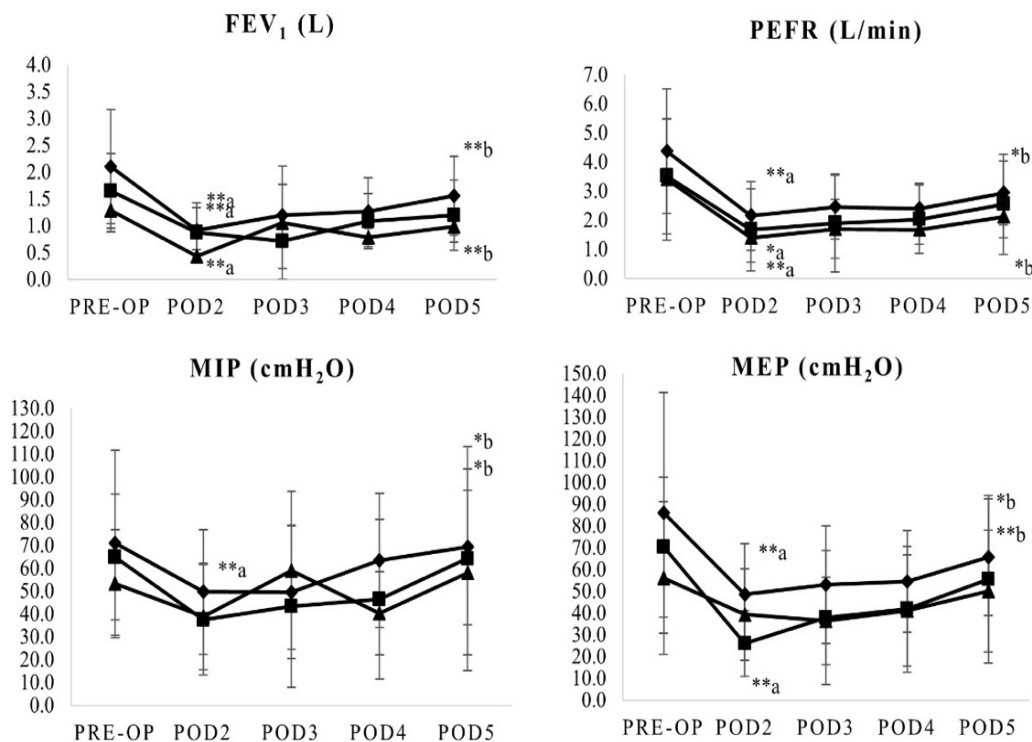 FEV₁ (L)
4.0
3.5
3.0
2.5
2.0
1.5
1.0
0.5
0.0
**a
**a
**a
**b
**b
PRE-OP POD2 POD3 POD4 POD5
PEFR (L/min)
7.0
6.0
5.0
4.0
3.0
2.0
1.0
0.0
**a
*a
**a
*b
*b
PRE-OP POD2 POD3 POD4 POD5
MIP (cmH₂O)
130.0
120.0
110.0
100.0
90.0
80.0
70.0
60.0
50.0
40.0
30.0
20.0
10.0
0.0
**a
*b
*b
PRE-OP POD2 POD3 POD4 POD5
MEP (cmH₂O)
150.0
140.0
130.0
120.0
110.0
100.0
90.0
80.0
70.0
60.0
50.0
40.0
30.0
20.0
10.0
0.0
**a
**a
*b
**b
PRE-OP POD2 POD3 POD4 POD5